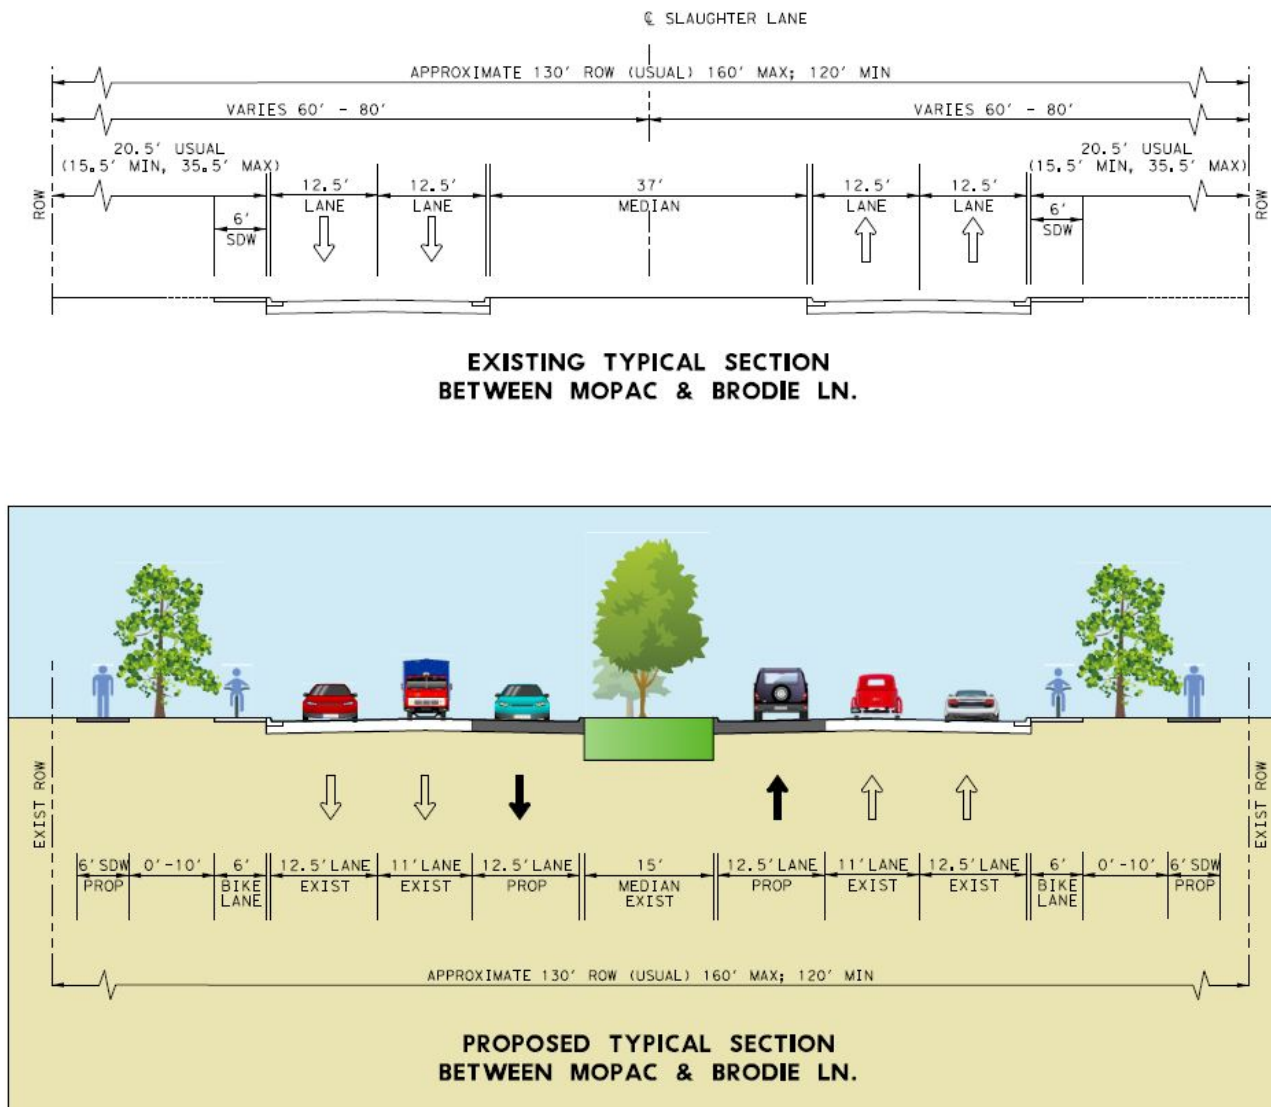 ℄ SLAUGHTER LANE
APPROXIMATE 130' ROW (USUAL) 160' MAX; 120' MIN
VARIES 60' - 80'
VARIES 60' - 80'
20.5' USUAL
(15.5' MIN, 35.5' MAX)
20.5' USUAL
(15.5' MIN, 35.5' MAX)
12.5'
LANE
12.5'
LANE
37'
MEDIAN
12.5'
LANE
12.5'
LANE
ROW
6'
SDW
6'
SDW
ROW
EXISTING TYPICAL SECTION
BETWEEN MOPAC & BRODIE LN.
EXIST ROW
EXIST ROW
6' SDW
PROP
0'-10'
6'
BIKE
LANE
12.5' LANE
EXIST
11' LANE
EXIST
12.5' LANE
PROP
15'
MEDIAN
EXIST
12.5' LANE
PROP
11' LANE
EXIST
12.5' LANE
EXIST
6'
BIKE
LANE
0'-10'
6' SDW
PROP
APPROXIMATE 130' ROW (USUAL) 160' MAX; 120' MIN
PROPOSED TYPICAL SECTION
BETWEEN MOPAC & BRODIE LN.